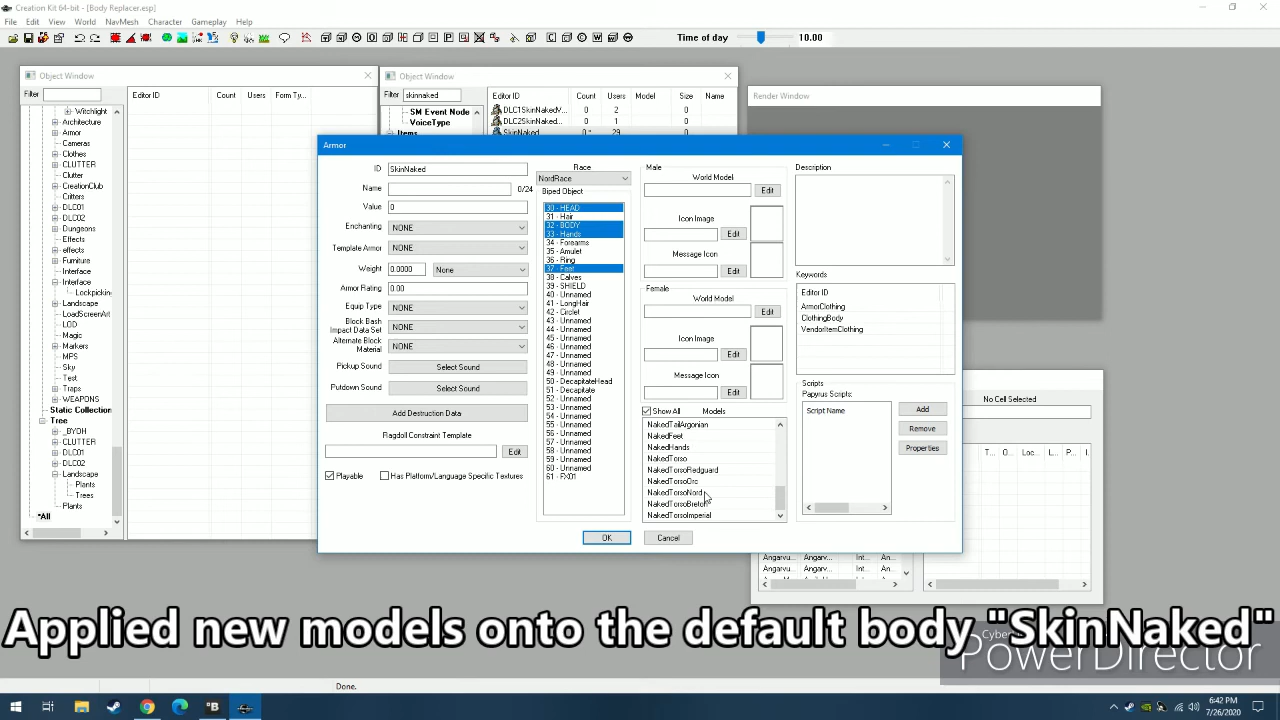 Creation Kit 64-bit - [Body Replacer.esp]
File Edit View World NavMesh Character Gameplay Help
Time of day 10.00
Object Window
Filter
Editor ID Count Users Form Ty...
Witchlight
Architecture
Armor
Cameras
Clothes
CLUTTER
Clutter
CreationClub
Critters
DLC01
DLC02
Dungeons
Effects
effects
Furniture
Interface
Interface
Lockpicking
Landscape
LoadScreenArt
LOD
Magic
Markers
MPS
Sky
Test
Traps
WEAPONS
Static Collection
Tree
_BYOH
CLUTTER
DLC01
DLC02
Landscape
Plants
Trees
Plants
*All
Object Window
Filter skinnaked
SM Event Node
VoiceType
Items
Editor ID Count Users Model Size Name
DLC1SkinNakedV... 0 2 0
DLC2SkinNaked... 0 1 0
SkinNaked 0 * 29 0
Render Window
Armor
ID SkinNaked
Name 0/24
Value 0
Enchanting NONE
Template Armor NONE
Weight 0.0000 None
Armor Rating 0.00
Equip Type NONE
Block Bash
Impact Data Set NONE
Alternate Block
Material NONE
Pickup Sound Select Sound
Putdown Sound Select Sound
Add Destruction Data
Ragdoll Constraint Template
Edit
Playable Has Platform/Language Specific Textures
Race
NordRace
Biped Object
30 - HEAD
31 - Hair
32 - BODY
33 - Hands
34 - Forearms
35 - Amulet
36 - Ring
37 - Feet
38 - Calves
39 - SHIELD
40 - Unnamed
41 - LongHair
42 - Circlet
43 - Unnamed
44 - Unnamed
45 - Unnamed
46 - Unnamed
47 - Unnamed
48 - Unnamed
49 - Unnamed
50 - DecapitateHead
51 - Decapitate
52 - Unnamed
53 - Unnamed
54 - Unnamed
55 - Unnamed
56 - Unnamed
57 - Unnamed
58 - Unnamed
59 - Unnamed
60 - Unnamed
61 - FX01
Male
World Model
Edit
Icon Image
Edit
Message Icon
Edit
Female
World Model
Edit
Icon Image
Edit
Message Icon
Edit
Show All Models
NakedTailArgonian
NakedFeet
NakedHands
NakedTorso
NakedTorsoRedguard
NakedTorsoOrc
NakedTorsoNord
NakedTorsoBreton
NakedTorsoImperial
Description
Keywords
Editor ID
ArmorClothing
ClothingBody
VendorItemClothing
Scripts
Papyrus Scripts:
Script Name
Add
Remove
Properties
OK Cancel
No Cell Selected
T... O... Loc... L... P... I..
Angarvu... Angarv... Int... An
Angarvu... Angarv... Int... An
Applied new models onto the default body "SkinNaked"
PowerDirector
Done.
6:42 PM
7/26/2020